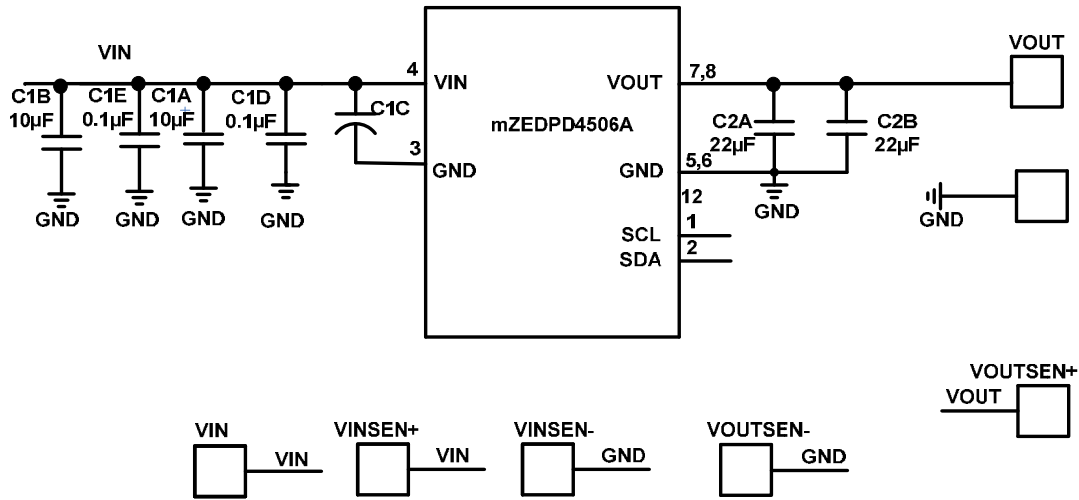 VIN
C1B
10µF
C1E
0.1µF
C1A
10µF
C1D
0.1µF
C1C
GND
GND
GND
GND
4
VIN
3
GND
mZEDPD4506A
VOUT
7,8
GND
5,6
12
SCL
1
SDA
2
C2A
22µF
C2B
22µF
GND
VOUT
GND
VOUTSEN+
VOUT
VIN
VIN
VINSEN+
VIN
VINSEN-
GND
VOUTSEN-
GND